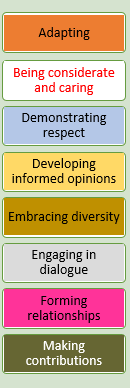 Adapting
Being considerate
and caring
Demonstrating
respect
Developing
informed opinions
Embracing diversity
Engaging in
dialogue
Forming
relationships
Making
contributions